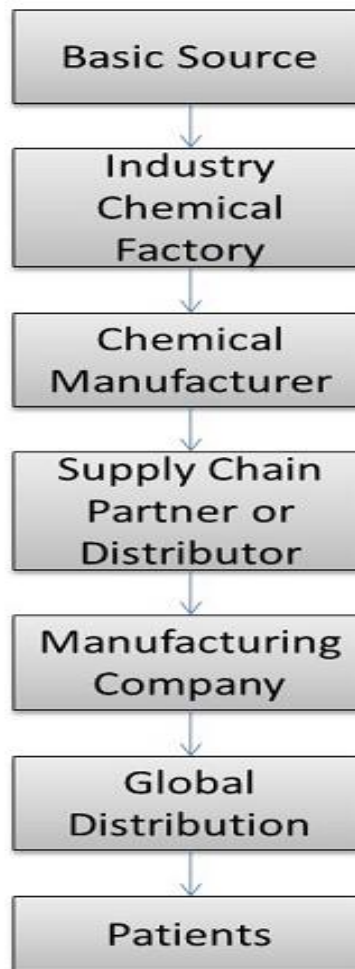 Basic Source
Industry
Chemical
Factory
Chemical
Manufacturer
Supply Chain
Partner or
Distributor
Manufacturing
Company
Global
Distribution
Patients